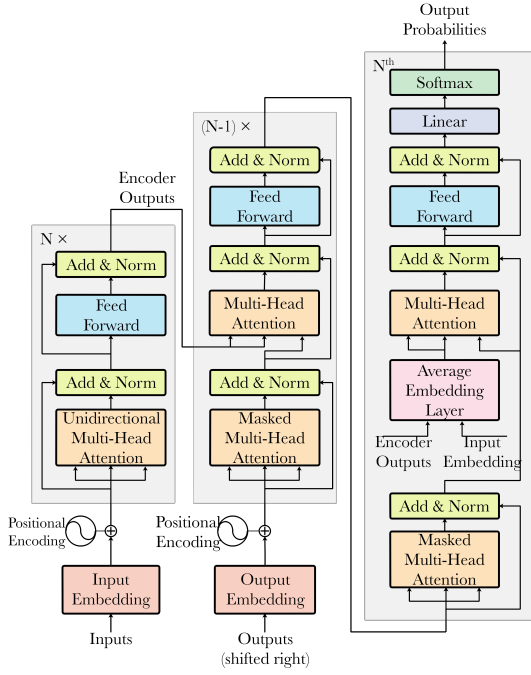 Output
Probabilities
Nth
Softmax
Linear
Add & Norm
Feed
Forward
Add & Norm
Multi-Head
Attention
Average
Embedding
Layer
Encoder
Outputs
Input
Embedding
Add & Norm
Masked
Multi-Head
Attention
(N-1) ×
Add & Norm
Feed
Forward
Add & Norm
Multi-Head
Attention
Add & Norm
Masked
Multi-Head
Attention
Positional
Encoding
Output
Embedding
Outputs
(shifted right)
Encoder
Outputs
N ×
Add & Norm
Feed
Forward
Add & Norm
Unidirectional
Multi-Head
Attention
Positional
Encoding
Input
Embedding
Inputs